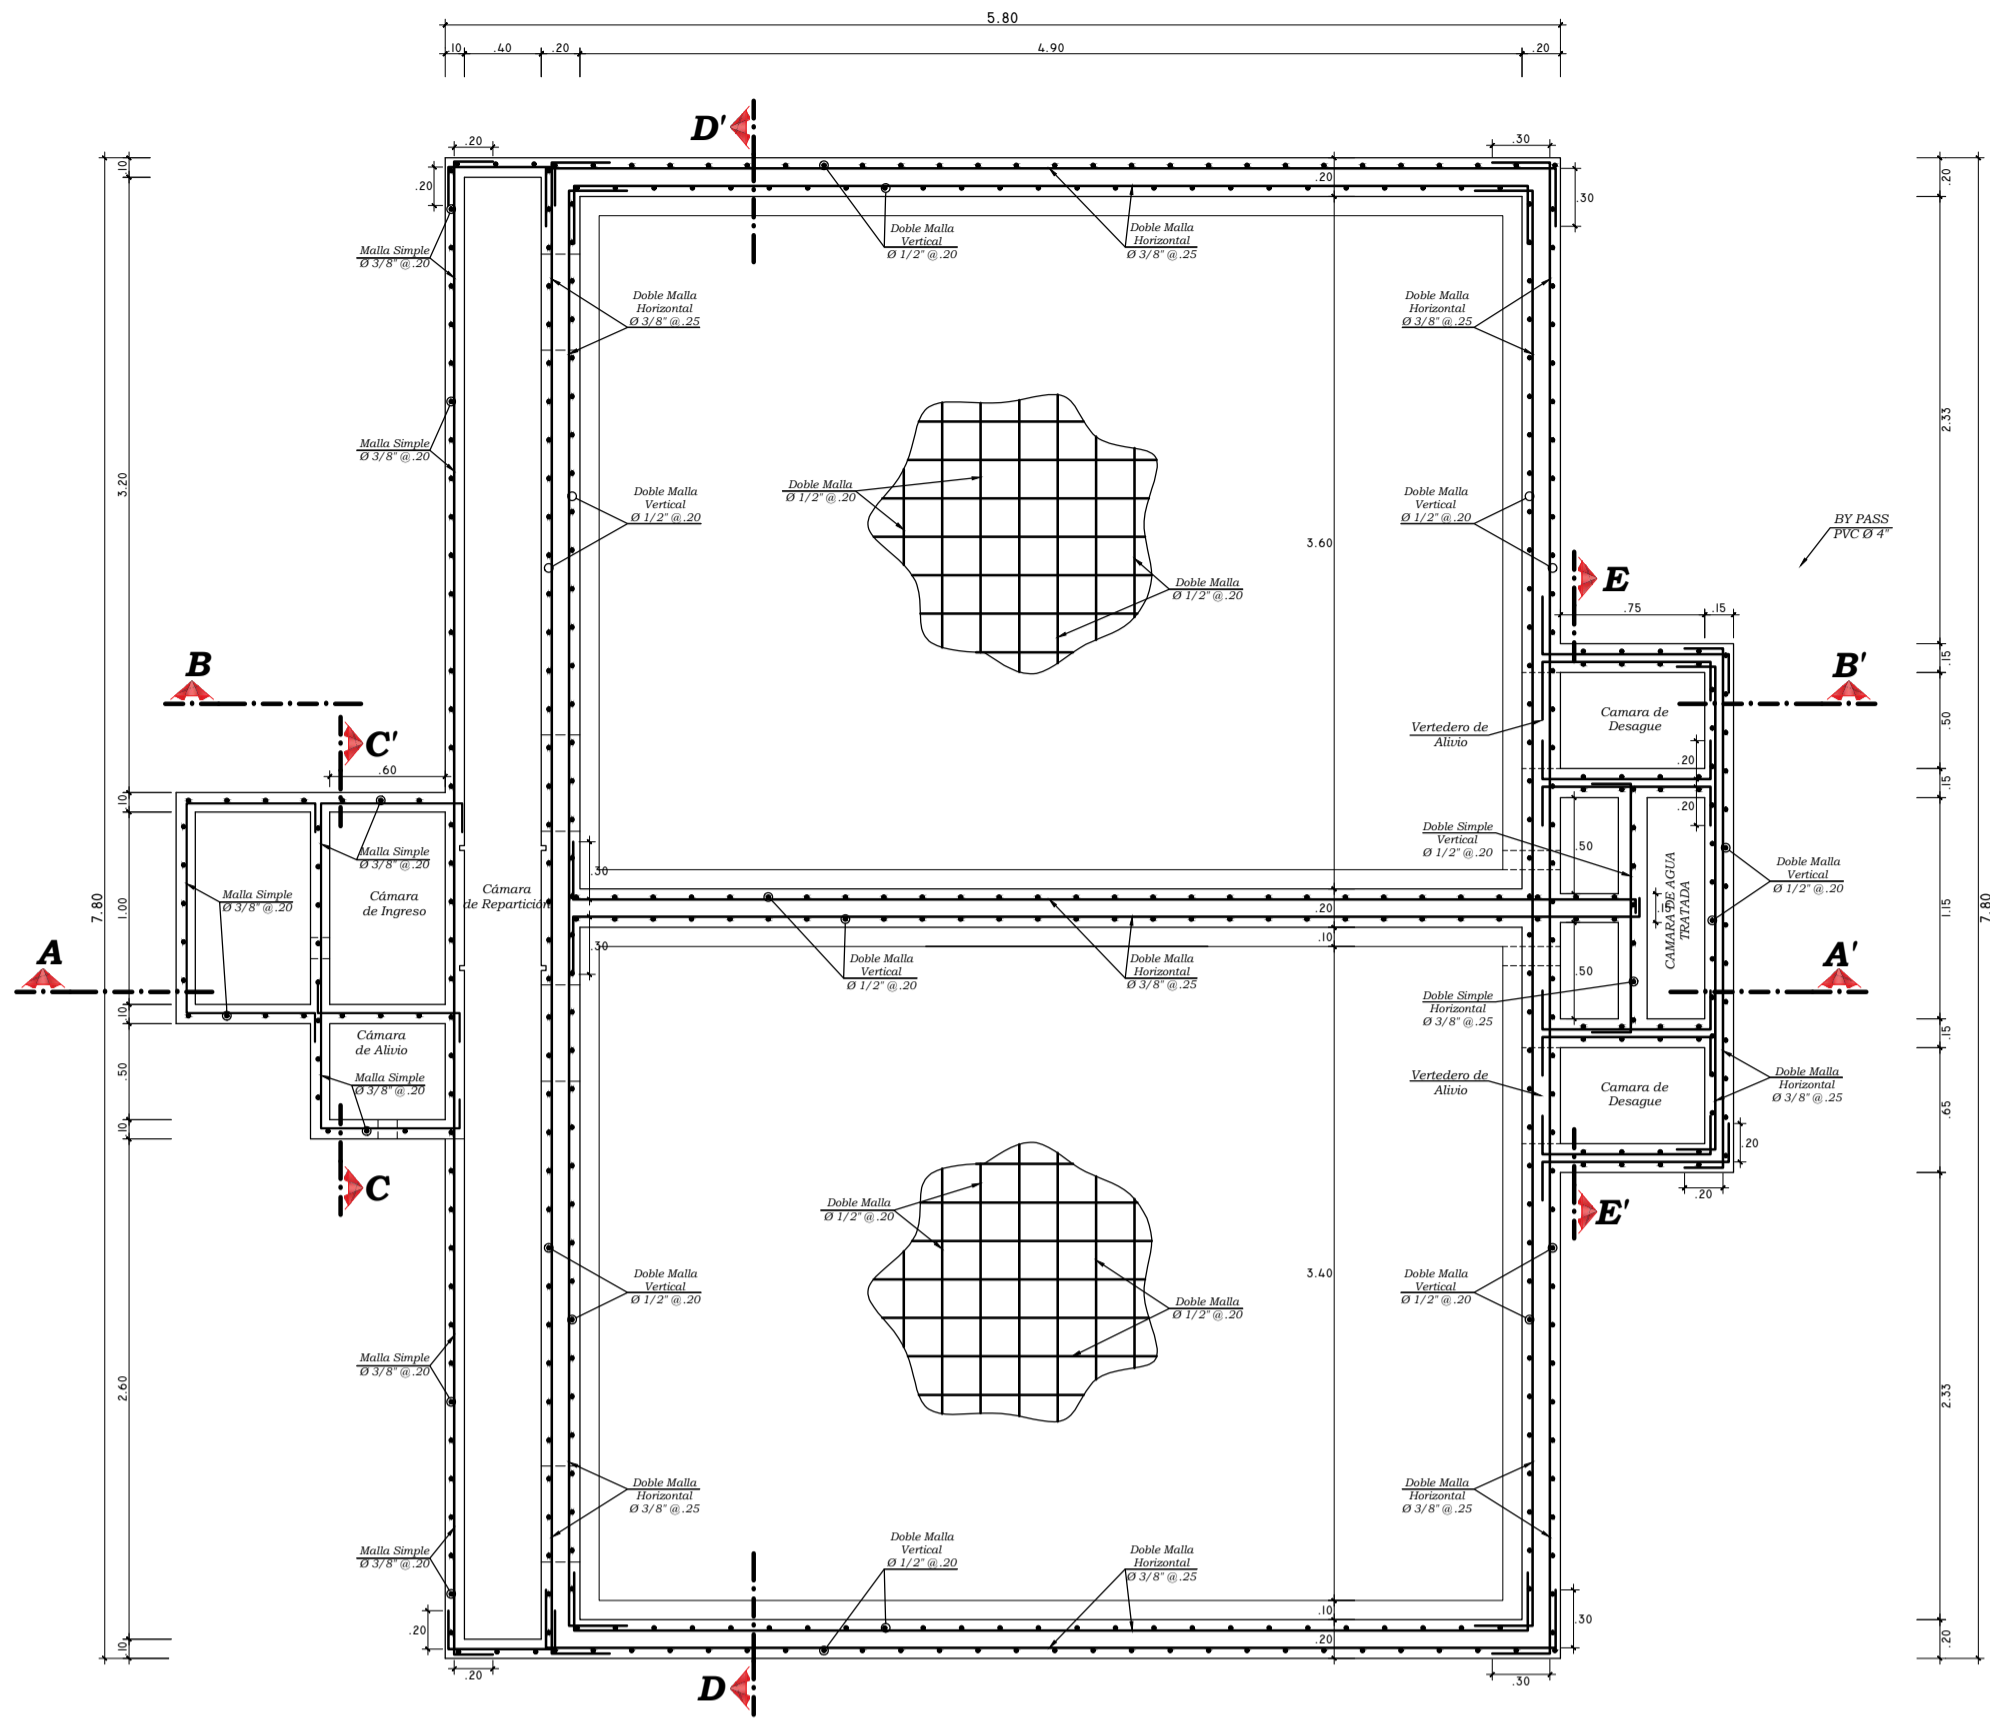 5.80
.10
.40
.20
4.90
.20
D'
.20
.30
.10
.20
.20
.20
.30
Doble Malla
Vertical
Ø 1/2" @.20
Doble Malla
Horizontal
Ø 3/8" @.25
Malla Simple
Ø 3/8" @.20
Doble Malla
Horizontal
Ø 3/8" @.25
Doble Malla
Horizontal
Ø 3/8" @.25
Malla Simple
Ø 3/8" @.20
2.33
3.20
Doble Malla
Ø 1/2" @.20
Doble Malla
Vertical
Ø 1/2" @.20
Doble Malla
Vertical
Ø 1/2" @.20
BY PASS
PVC Ø 4"
3.60
Doble Malla
Ø 1/2" @.20
E
.75
.15
.15
B
B'
C'
Camara de
Desague
.50
Vertedero de
Alivio
.60
.20
.15
.10
.20
Doble Simple
Vertical
Ø 1/2" @.20
.50
Malla Simple
Ø 3/8" @.20
.30
Doble Malla
Vertical
Ø 1/2" @.20
Malla Simple
Ø 3/8" @.20
Cámara
de Ingreso
Cámara
de Repartición
7.80
1.00
.20
.15
CAMARA DE AGUA
TRATADA
1.15
7.80
.10
.30
A
A'
Doble Malla
Vertical
Ø 1/2" @.20
Doble Malla
Horizontal
Ø 3/8" @.25
.50
Doble Simple
Horizontal
Ø 3/8" @.25
.10
.15
Cámara
de Alivio
.50
Malla Simple
Ø 3/8" @.20
Vertedero de
Alivio
Camara de
Desague
Doble Malla
Horizontal
Ø 3/8" @.25
.65
.10
.20
C
.20
E'
Doble Malla
Ø 1/2" @.20
Doble Malla
Vertical
Ø 1/2" @.20
3.40
Doble Malla
Vertical
Ø 1/2" @.20
Doble Malla
Ø 1/2" @.20
Malla Simple
Ø 3/8" @.20
2.60
2.33
Doble Malla
Horizontal
Ø 3/8" @.25
Doble Malla
Horizontal
Ø 3/8" @.25
Malla Simple
Ø 3/8" @.20
Doble Malla
Vertical
Ø 1/2" @.20
Doble Malla
Horizontal
Ø 3/8" @.25
.10
.30
.20
.20
.20
.10
.20
.30
D